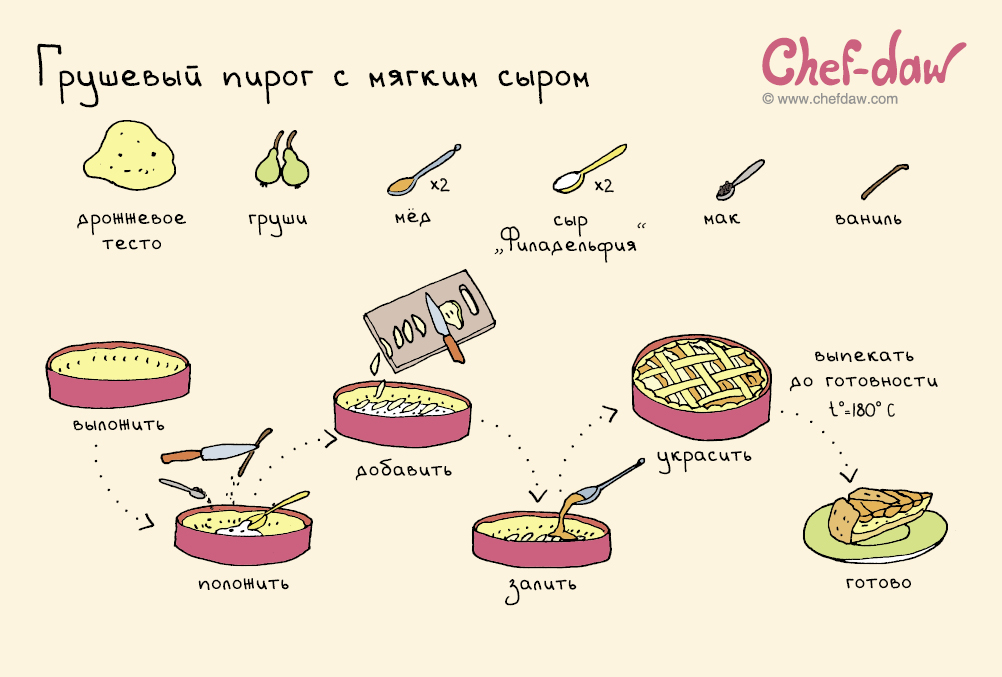 Грушевый пирог с мягким сыром
Chef-daw
© www.chefdaw.com
дрожжевое
тесто
груши
мёд
x2
сыр
„Филадельфия“
x2
мак
ваниль
выложить
положить
добавить
залить
украсить
выпекать
до готовности
t°=180° C
готово